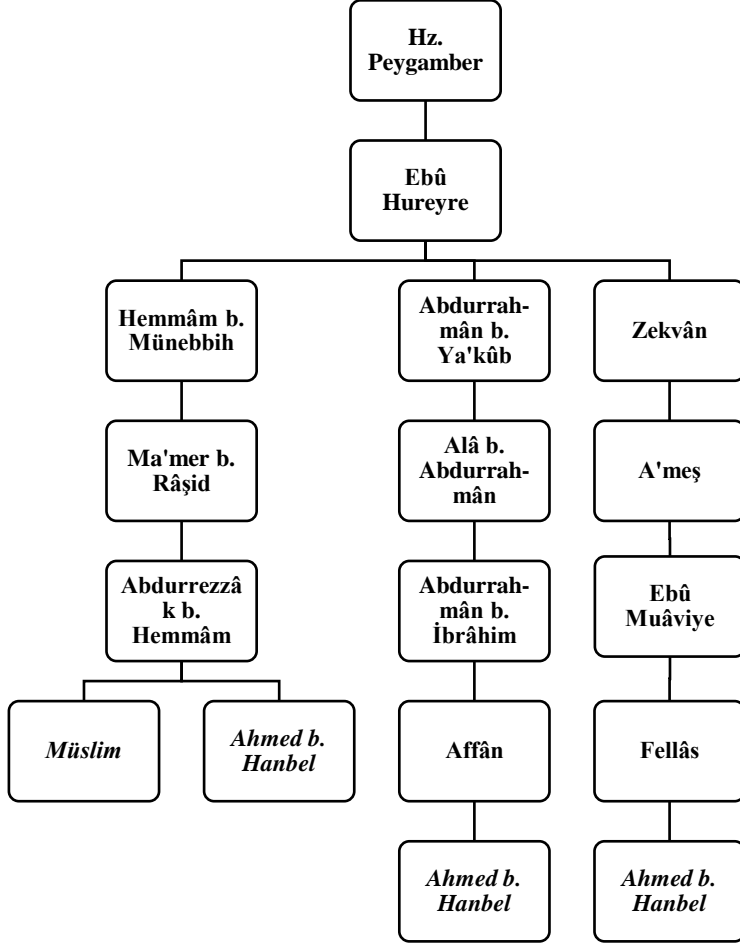 Hz.
Peygamber
Ebû
Hureyre
Hemmâm b.
Münebbih
Abdurrah-
mân b.
Ya'kûb
Zekvân
Ma'mer b.
Râşid
Alâ b.
Abdurrah-
mân
A'meş
Abdurrezzâ
k b.
Hemmâm
Abdurrah-
mân b.
İbrâhim
Ebû
Muâviye
Müslim
Ahmed b.
Hanbel
Affân
Fellâs
Ahmed b.
Hanbel
Ahmed b.
Hanbel